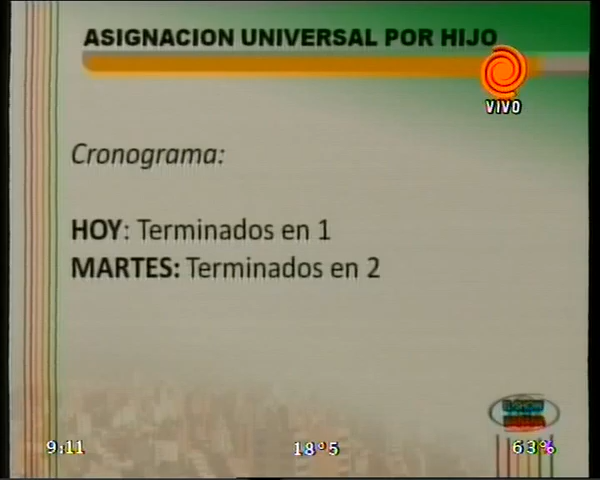 ASIGNACION UNIVERSAL POR HIJO
VIVO
Cronograma:
HOY: Terminados en 1
MARTES: Terminados en 2
9:11
18°5
63%